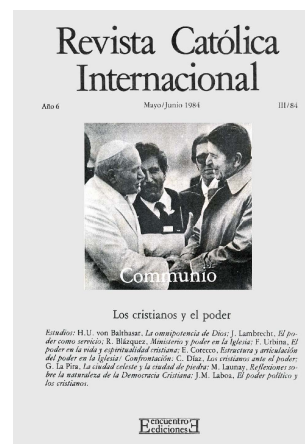 Revista Católica
Internacional
Año 6 Mayo/Junio 1984 III/84
Communio
Los cristianos y el poder
Estudios: H.U. von Balthasar, La omnipotencia de Dios; J. Lambrecht, El po-
der como servicio; R. Blázquez, Ministerio y poder en la Iglesia; F. Urbina, El
poder en la vida y espiritualidad cristiana; E. Corecco, Estructura y articulación
del poder en la Iglesia/ Confrontación: C. Díaz, Los cristianos ante el poder;
G. La Pira, La ciudad celeste y la ciudad de piedra; M. Launay, Reflexiones so-
bre la naturaleza de la Democracia Cristiana; J.M. Laboa, El poder político y
los cristianos.
Encuentro
Ediciones